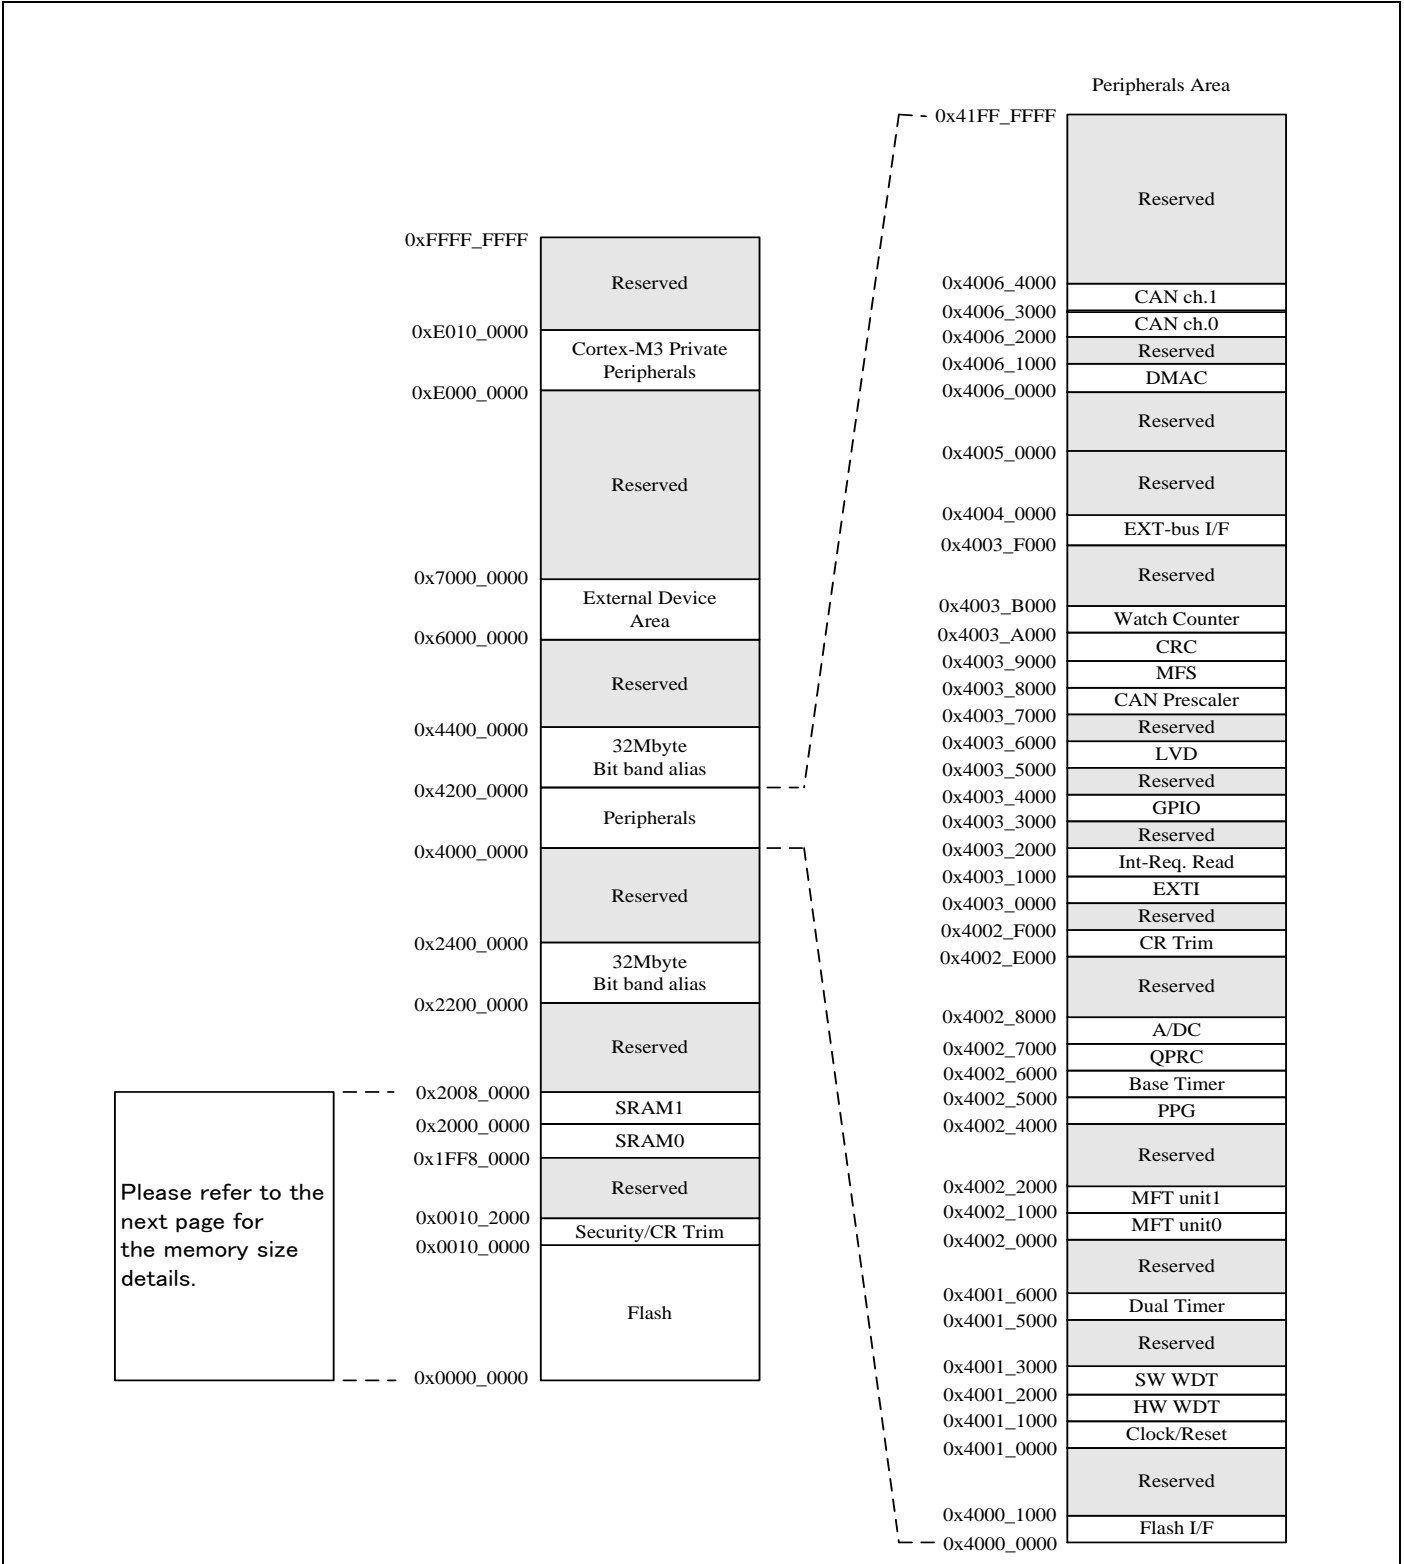 Peripherals Area
0x41FF_FFFF
Reserved
0x4006_4000
CAN ch.1
0x4006_3000
CAN ch.0
0x4006_2000
Reserved
0x4006_1000
DMAC
0x4006_0000
Reserved
0x4005_0000
Reserved
0x4004_0000
EXT-bus I/F
0x4003_F000
Reserved
0x4003_B000
Watch Counter
0x4003_A000
CRC
0x4003_9000
MFS
0x4003_8000
CAN Prescaler
0x4003_7000
Reserved
0x4003_6000
LVD
0x4003_5000
Reserved
0x4003_4000
GPIO
0x4003_3000
Reserved
0x4003_2000
Int-Req. Read
0x4003_1000
EXTI
0x4003_0000
Reserved
0x4002_F000
CR Trim
0x4002_E000
Reserved
0x4002_8000
A/DC
0x4002_7000
QPRC
0x4002_6000
Base Timer
0x4002_5000
PPG
0x4002_4000
Reserved
0x4002_2000
MFT unit1
0x4002_1000
MFT unit0
0x4002_0000
Reserved
0x4001_6000
Dual Timer
0x4001_5000
Reserved
0x4001_3000
SW WDT
0x4001_2000
HW WDT
0x4001_1000
Clock/Reset
0x4001_0000
Reserved
0x4000_1000
Flash I/F
0x4000_0000
0xFFFF_FFFF
Reserved
0xE010_0000
Cortex-M3 Private
Peripherals
0xE000_0000
Reserved
0x7000_0000
External Device
Area
0x6000_0000
Reserved
0x4400_0000
32Mbyte
Bit band alias
0x4200_0000
Peripherals
0x4000_0000
Reserved
0x2400_0000
32Mbyte
Bit band alias
0x2200_0000
Reserved
0x2008_0000
SRAM1
0x2000_0000
SRAM0
0x1FF8_0000
Reserved
0x0010_2000
Security/CR Trim
0x0010_0000
Flash
0x0000_0000
Please refer to the
next page for
the memory size
details.